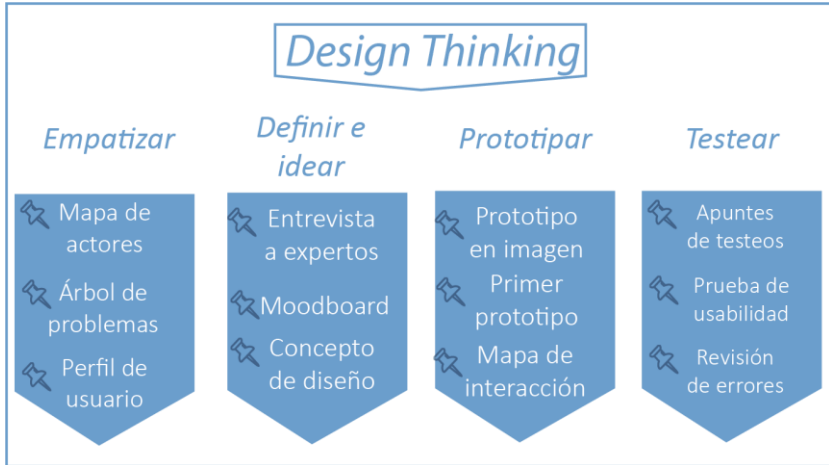 Design Thinking
Empatizar
Mapa de
actores
Árbol de
problemas
Perfil de
usuario
Definir e
idear
Entrevista
a expertos
Moodboard
Concepto
de diseño
Prototipar
Prototipo
en imagen
Primer
prototipo
Mapa de
interacción
Testear
Apuntes
de testeos
Prueba de
usabilidad
Revisión
de errores